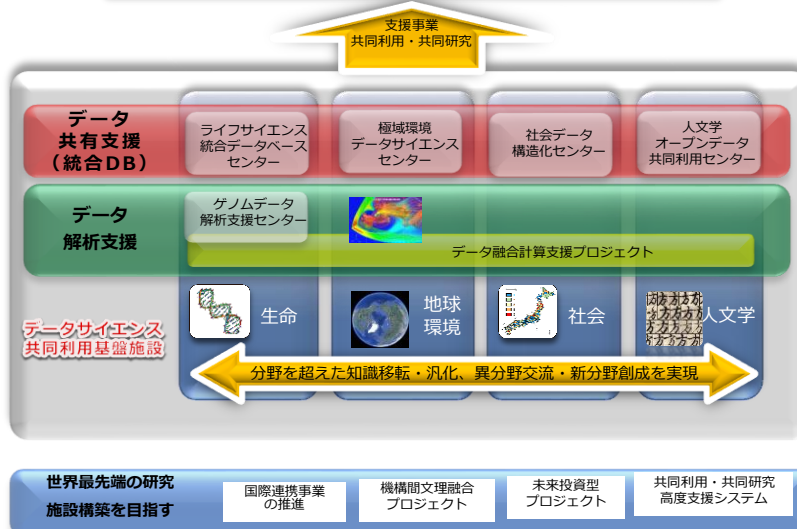 支援事業
共同利用・共同研究
データ
共有支援
(統合DB)
ライフサイエンス
統合データベース
センター
極域環境
データサイエンス
センター
社会データ
構造化センター
人文学
オープンデータ
共同利用センター
データ
解析支援
ゲノムデータ
解析支援センター
データ融合計算支援プロジェクト
データサイエンス
共同利用基盤施設
生命
地球
環境
社会
人文学
分野を超えた知識移転・汎化、異分野交流・新分野創成を実現
世界最先端の研究
施設構築を目指す
国際連携事業
の推進
機構間文理融合
プロジェクト
未来投資型
プロジェクト
共同利用・共同研究
高度支援システム